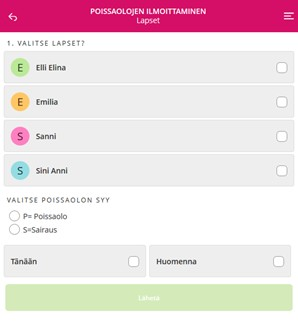 POISSAOLOJEN ILMOITTAMINEN
Lapset
1. VALITSE LAPSET?
E Elli Elina
E Emilia
S Sanni
S Sini Anni
VALITSE POISSAOLON SYY
P= Poissaolo
S=Sairaus
Tänään Huomenna
Lähetä